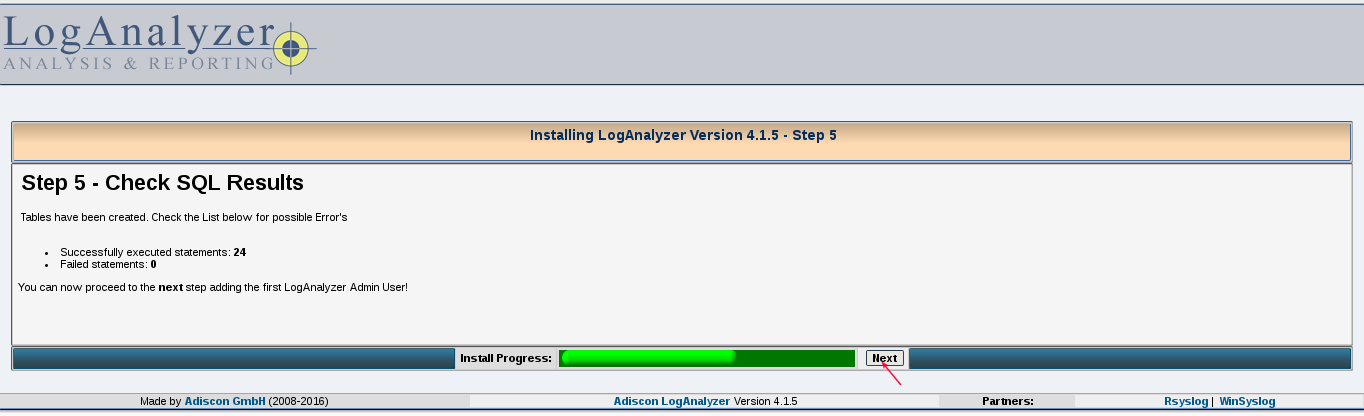 LogAnalyzer
ANALYSIS & REPORTING
Installing LogAnalyzer Version 4.1.5 - Step 5
Step 5 - Check SQL Results
Tables have been created. Check the List below for possible Error's
• Successfully executed statements: 24
• Failed statements: 0
You can now proceed to the next step adding the first LogAnalyzer Admin User!
Install Progress: Next
Made by Adiscon GmbH (2008-2016) Adiscon LogAnalyzer Version 4.1.5 Partners: Rsyslog | WinSyslog